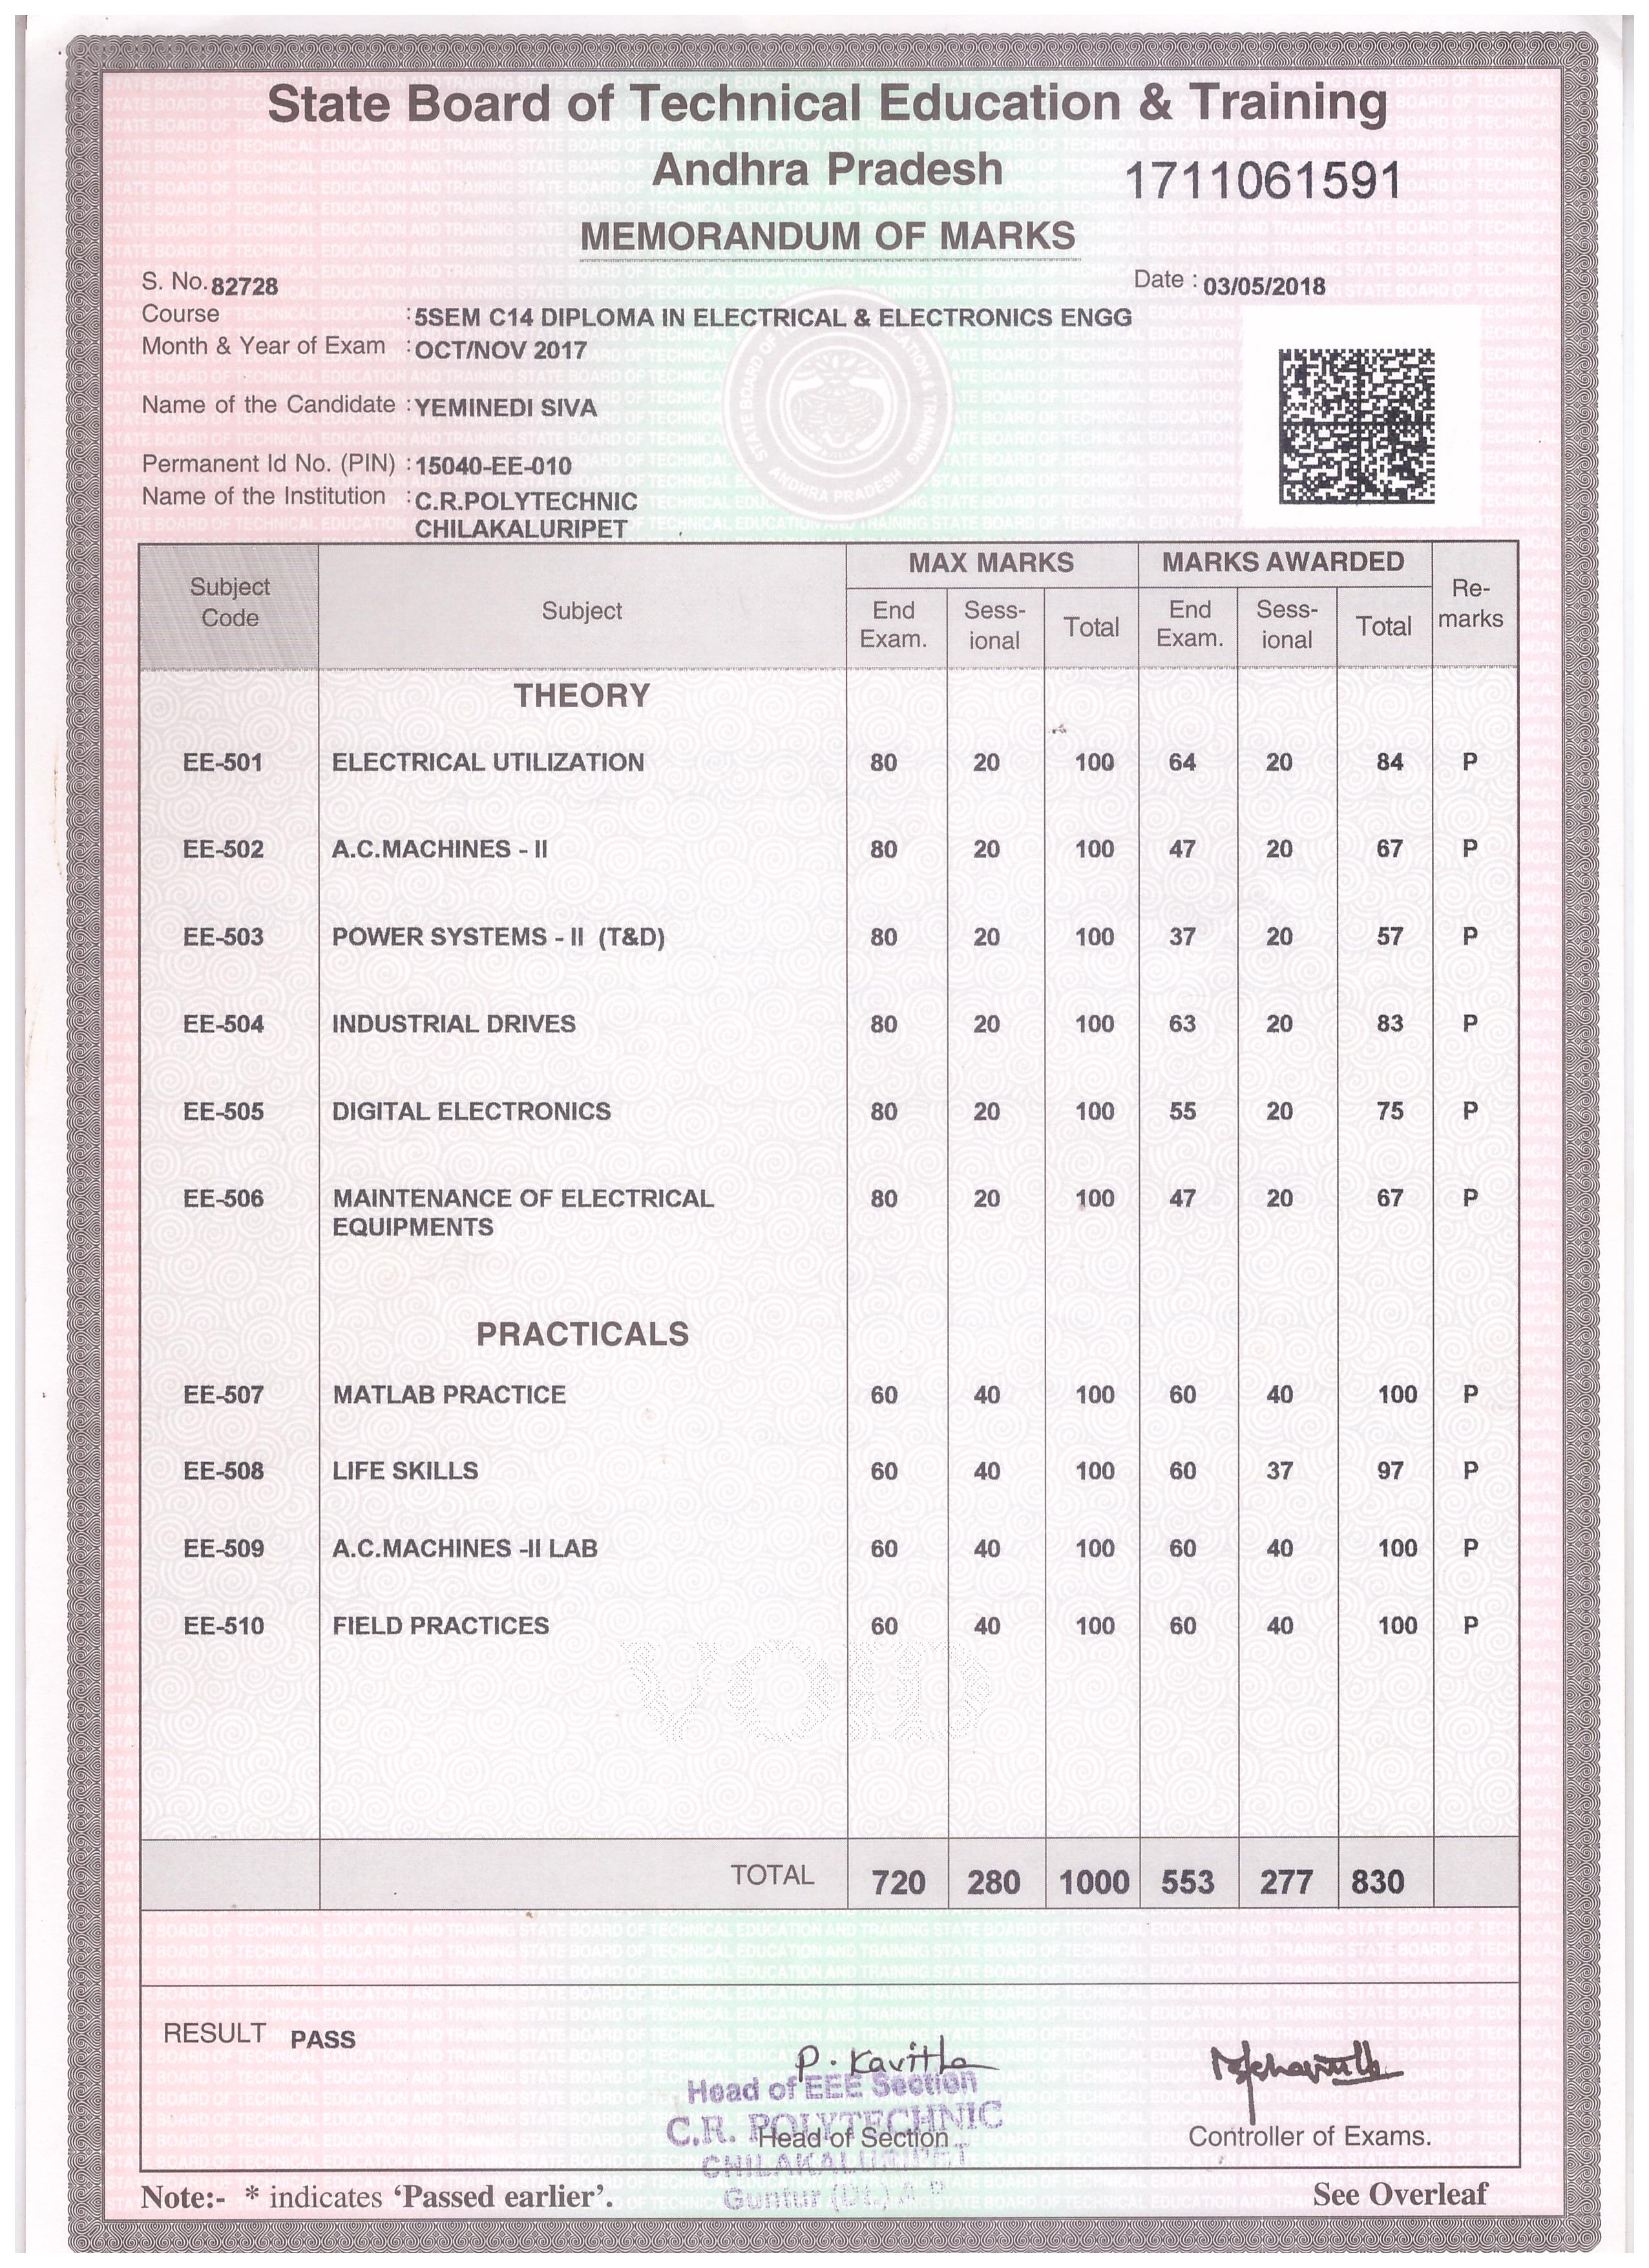 State Board of Technical Education & Training
Andhra Pradesh 1711061591
MEMORANDUM OF MARKS
S. No. 82728 Date : 03/05/2018
Course : 5SEM C14 DIPLOMA IN ELECTRICAL & ELECTRONICS ENGG
Month & Year of Exam : OCT/NOV 2017
Name of the Candidate : YEMINEDI SIVA
Permanent Id No. (PIN) : 15040-EE-010
Name of the Institution : C.R.POLYTECHNIC
CHILAKALURIPET
STATE BOARD OF TECHNICAL EDUCATION & TRAINING
ANDHRA PRADESH
Subject Code Subject MAX MARKS MARKS AWARDED Re-marks
End Exam. Sess-ional Total End Exam. Sess-ional Total
THEORY
EE-501 ELECTRICAL UTILIZATION 80 20 100 64 20 84 P
EE-502 A.C.MACHINES - II 80 20 100 47 20 67 P
EE-503 POWER SYSTEMS - II (T&D) 80 20 100 37 20 57 P
EE-504 INDUSTRIAL DRIVES 80 20 100 63 20 83 P
EE-505 DIGITAL ELECTRONICS 80 20 100 55 20 75 P
EE-506 MAINTENANCE OF ELECTRICAL 80 20 100 47 20 67 P
EQUIPMENTS
PRACTICALS
EE-507 MATLAB PRACTICE 60 40 100 60 40 100 P
EE-508 LIFE SKILLS 60 40 100 60 37 97 P
EE-509 A.C.MACHINES -II LAB 60 40 100 60 40 100 P
EE-510 FIELD PRACTICES 60 40 100 60 40 100 P
VOID
TOTAL 720 280 1000 553 277 830
RESULT PASS
P. Kavitha
Head of EEE Section
C.R. POLYTECHNIC
Head of Section Controller of Exams.
CHILAKALURIPET
Guntur (Dt.) A.P
Note:- * indicates ‘Passed earlier’. See Overleaf